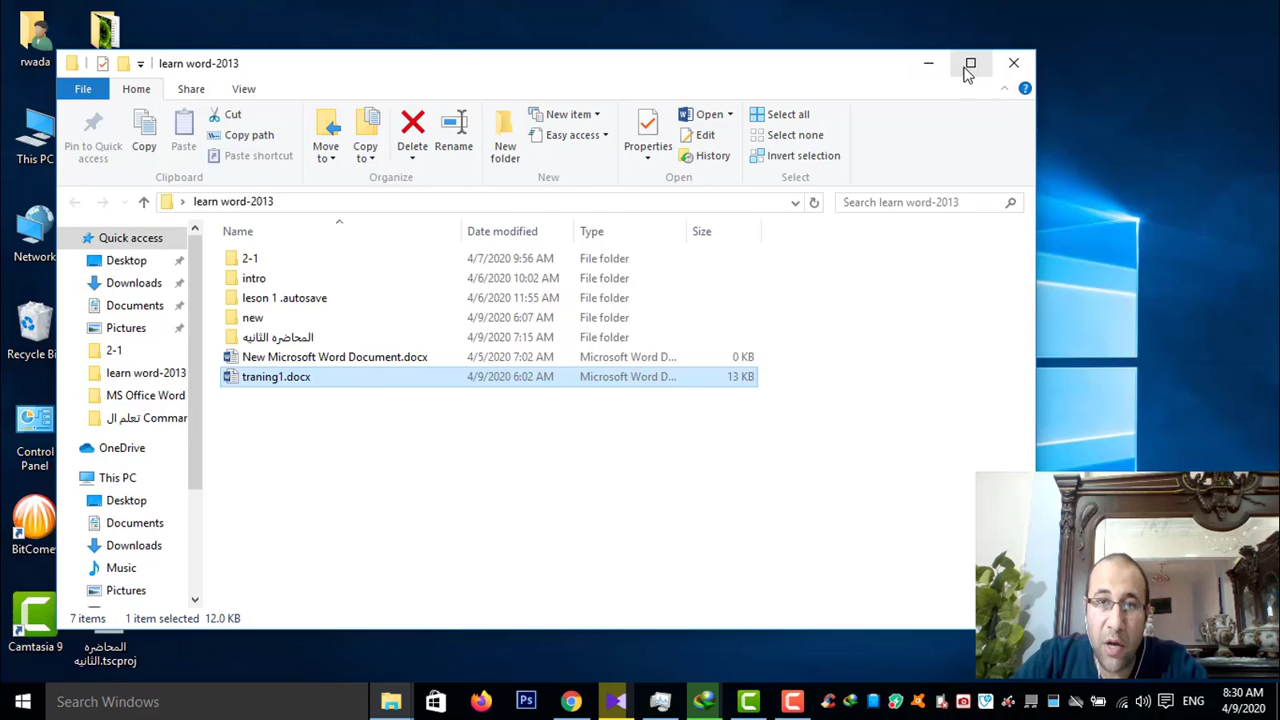 rwada
This PC
Network
Recycle Bi
Control
Panel
BitCome
Camtasia 9
المحاضره
الثانيه.tscproj
learn word-2013
File
Home
Share
View
Pin to Quick
access
Copy
Paste
Cut
Copy path
Paste shortcut
Clipboard
Move
to
Copy
to
Delete
Rename
Organize
New
folder
New item
Easy access
New
Properties
Open
Edit
History
Open
Select all
Select none
Invert selection
Select
learn word-2013
Search learn word-2013
Quick access
Desktop
Downloads
Documents
Pictures
2-1
learn word-2013
MS Office Word
تعلم ال Comman
OneDrive
This PC
Desktop
Documents
Downloads
Music
Pictures
Name Date modified Type Size
2-1 4/7/2020 9:56 AM File folder
intro 4/6/2020 10:02 AM File folder
leson 1 .autosave 4/6/2020 11:55 AM File folder
new 4/9/2020 6:07 AM File folder
المحاضره الثانيه 4/9/2020 7:15 AM File folder
New Microsoft Word Document.docx 4/5/2020 7:02 AM Microsoft Word D... 0 KB
traning1.docx 4/9/2020 6:02 AM Microsoft Word D... 13 KB
7 items 1 item selected 12.0 KB
Search Windows
Ps
ENG
8:30 AM
4/9/2020